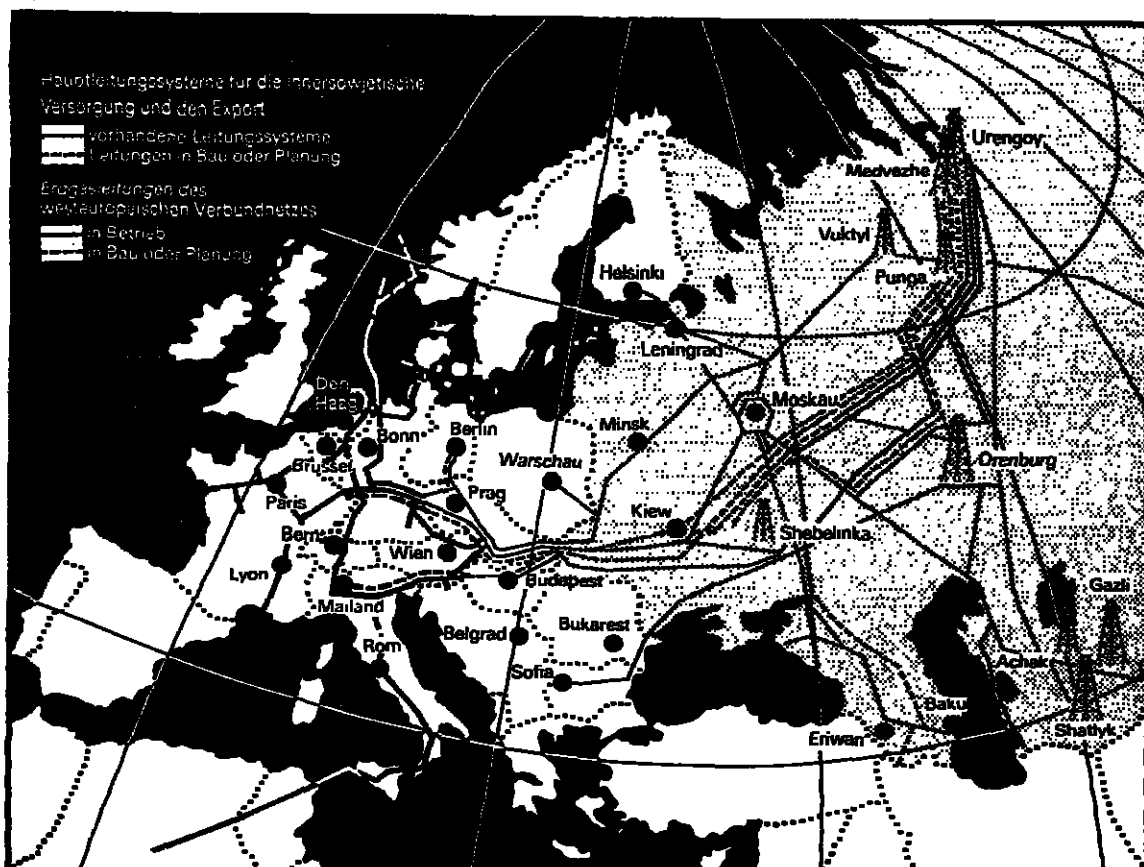 Hauptleitungssysteme für die innersowjetische
Versorgung und den Export
vorhandene Leitungssysteme
Leitungen in Bau oder Planung
Erdgasleitungen des
westeuropäischen Verbundnetzes
in Betrieb
in Bau oder Planung
Urengoy
Medvezhe
Vuktyl
Punga
Helsinki
Leningrad
Den
Haag
Moskau
Minsk
Bonn
Berlin
Brüssel
Warschau
Orenburg
Paris
Prag
Kiew
Shebelinka
Bern
Wien
Lyon
Budapest
Gazli
Mailand
Belgrad
Bukarest
Rom
Achak
Sofia
Baku
Eriwan
Shatlyk